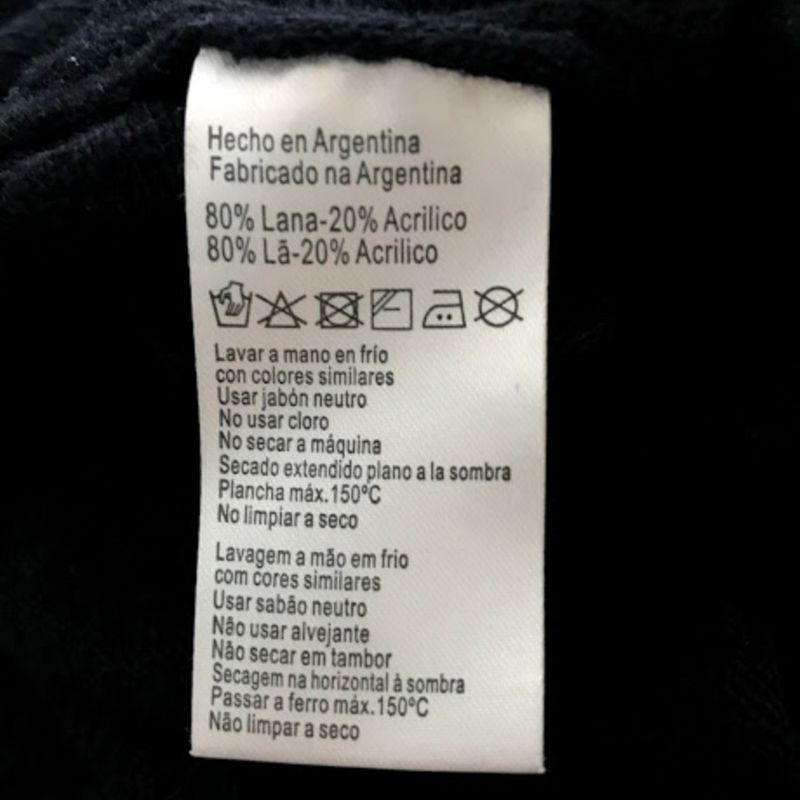 Hecho en Argentina
Fabricado na Argentina
80% Lana-20% Acrilico
80% Lã-20% Acrilico
Lavar a mano en frío
con colores similares
Usar jabón neutro
No usar cloro
No secar a máquina
Secado extendido plano a la sombra
Plancha máx.150ºC
No limpiar a seco
Lavagem a mão em frio
com cores similares
Usar sabão neutro
Não usar alvejante
Não secar em tambor
Secagem na horizontal à sombra
Passar a ferro máx.150ºC
Não limpar a seco